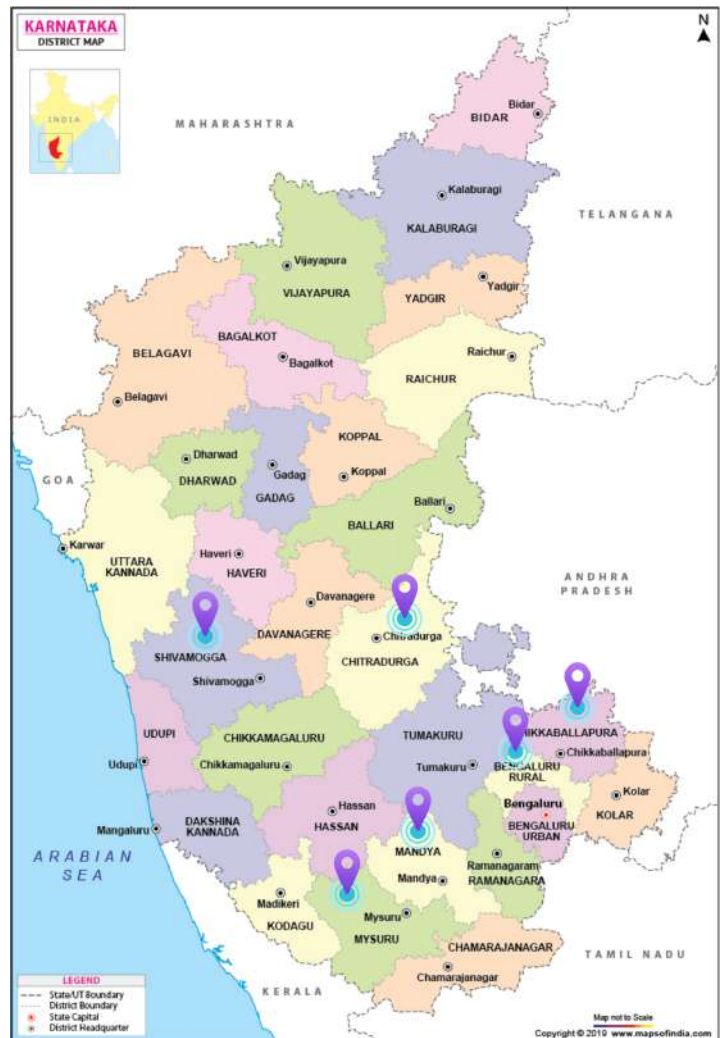 KARNATAKA
DISTRICT MAP
N
INDIA
MAHARASHTRA
Bidar
BIDAR
Kalaburagi
KALABURAGI
TELANGANA
Vijayapura
VIJAYAPURA
Yadgir
YADGIR
BAGALKOT
Bagalkot
BELAGAVI
Belagavi
Raichur
RAICHUR
KOPPAL
Koppal
Dharwad
DHARWAD
Gadag
GADAG
GOA
Ballari
BALLARI
Karwar
UTTARA
KANNADA
Haveri
HAVERI
ANDHRA
PRADESH
Davanagere
DAVANAGERE
Chitradurga
CHITRADURGA
SHIVAMOGGA
Shivamogga
UDUPI
Udupi
CHIKKAMAGALURU
Chikkamagaluru
TUMAKURU
Tumakuru
CHIKKABALLAPURA
Chikkaballapura
BENGALURU
RURAL
Kolar
KOLAR
Bengaluru
BENGALURU
URBAN
Hassan
HASSAN
DAKSHINA
KANNADA
Mangaluru
ARABIAN
SEA
MANDYA
Mandya
Ramanagaram
RAMANAGARA
Madikeri
KODAGU
Mysuru
MYSURU
CHAMARAJANAGAR
Chamarajanagar
TAMIL NADU
KERALA
LEGEND
State/UT Boundary
District Boundary
State Capital
District Headquarter
Map not to Scale
Copyright © 2019 www.mapsofindia.com